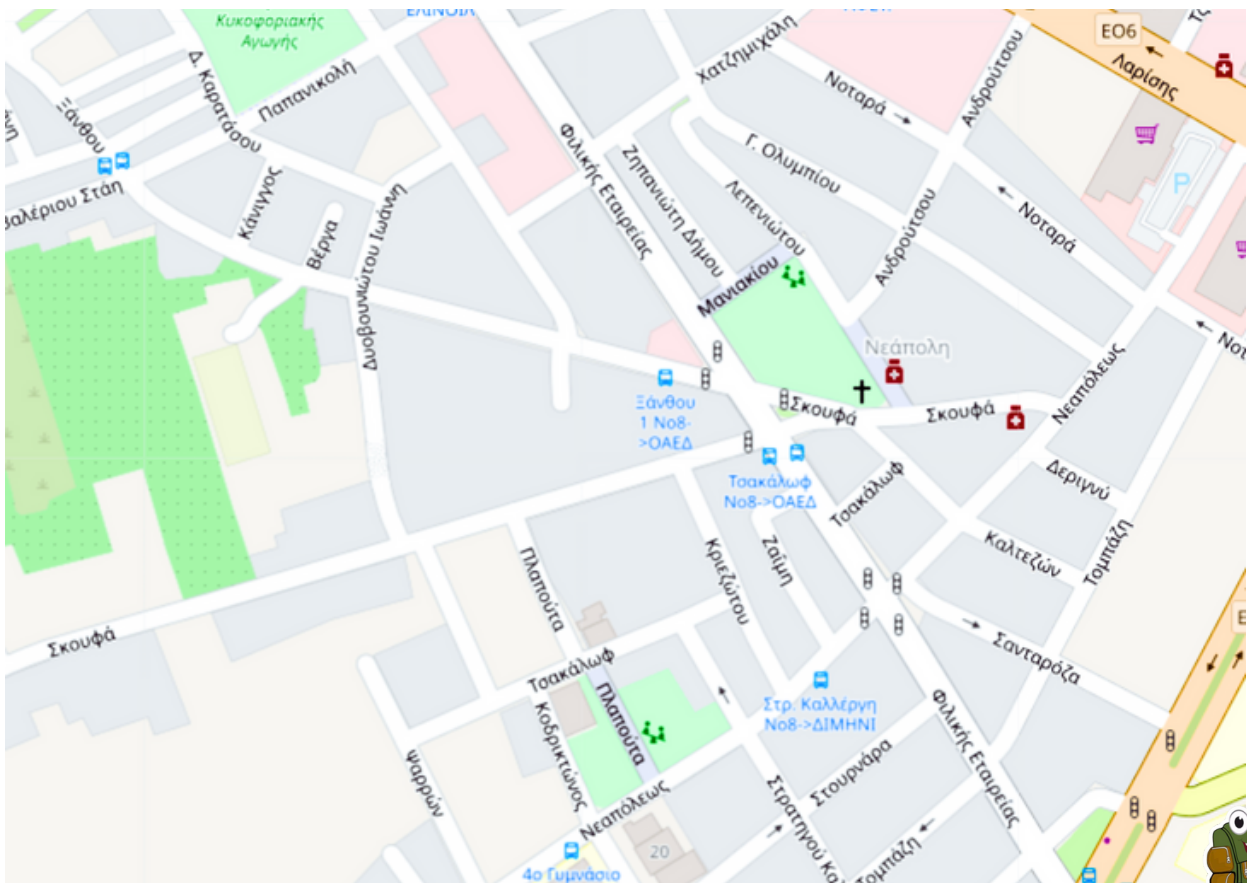 ΕΛΙΝΟΙΛ
Κυκοφοριακής
Αγωγής
ΕΟ6
Λαρίσης
Χατζημιχάλη
Νοταρά
Ανδρούτσου
Δ. Καρατάσου
Παπανικολή
Ξάνθου
Βαλέριου Στάη
Κάνιγγος
Βέργα
Δυοβουνιώτου Ιωάννη
Φιλικής Εταιρείας
Ζηπανιώτη Δήμου
Λεπενιώτου
Γ. Ολυμπίου
P
Νοταρά
Ανδρούτσου
Μανιακίου
Νεάπολη
Νεαπόλεως
Ξάνθου
1 Νο8-
>ΟΑΕΔ
Σκουφά
Σκουφά
Τσακάλωφ
Νο8->ΟΑΕΔ
Τσακάλωφ
Δεριγνύ
Καλτεζών
Τομπάζη
Πλαπούτα
Κριεζώτου
Ζαΐμη
Σκουφά
Σανταρόζα
Τσακάλωφ
Πλαπούτα
Κοδρικτώνος
Στρ. Καλλέργη
Νο8->ΔΙΜΗΝΙ
Φιλικής Εταιρείας
Ψαρρών
Νεαπόλεως
Στουρνάρα
Τομπάζη
20
4ο Γυμνάσιο